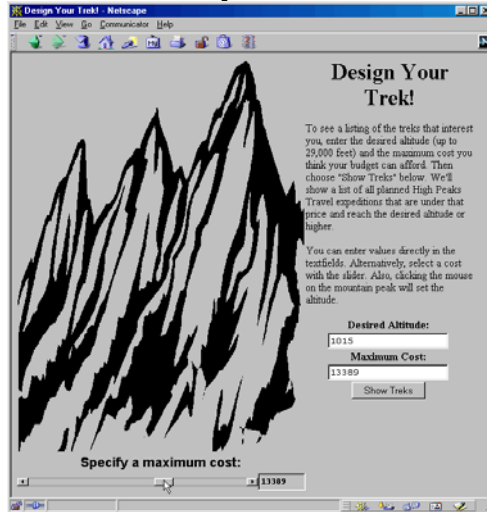 Design Your Trek! - Netscape
File Edit View Go Communicator Help
Design Your
Trek!
To see a listing of the treks that interest
you, enter the desired altitude (up to
29,000 feet) and the maximum cost you
think your budget can afford. Then
choose "Show Treks" below. We'll
show a list of all planned High Peaks
Travel expeditions that are under that
price and reach the desired altitude or
higher.
You can enter values directly in the
textfields. Alternatively, select a cost
with the slider. Also, clicking the mouse
on the mountain peak will set the
altitude.
Desired Altitude:
1015
Maximum Cost:
13389
Show Treks
Specify a maximum cost:
13389